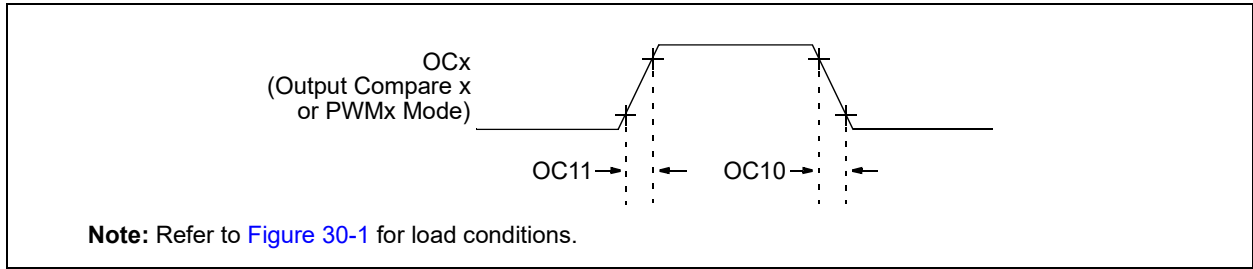 OCx
(Output Compare x
or PWMx Mode)
OC11
OC10
Note: Refer to Figure 30-1 for load conditions.